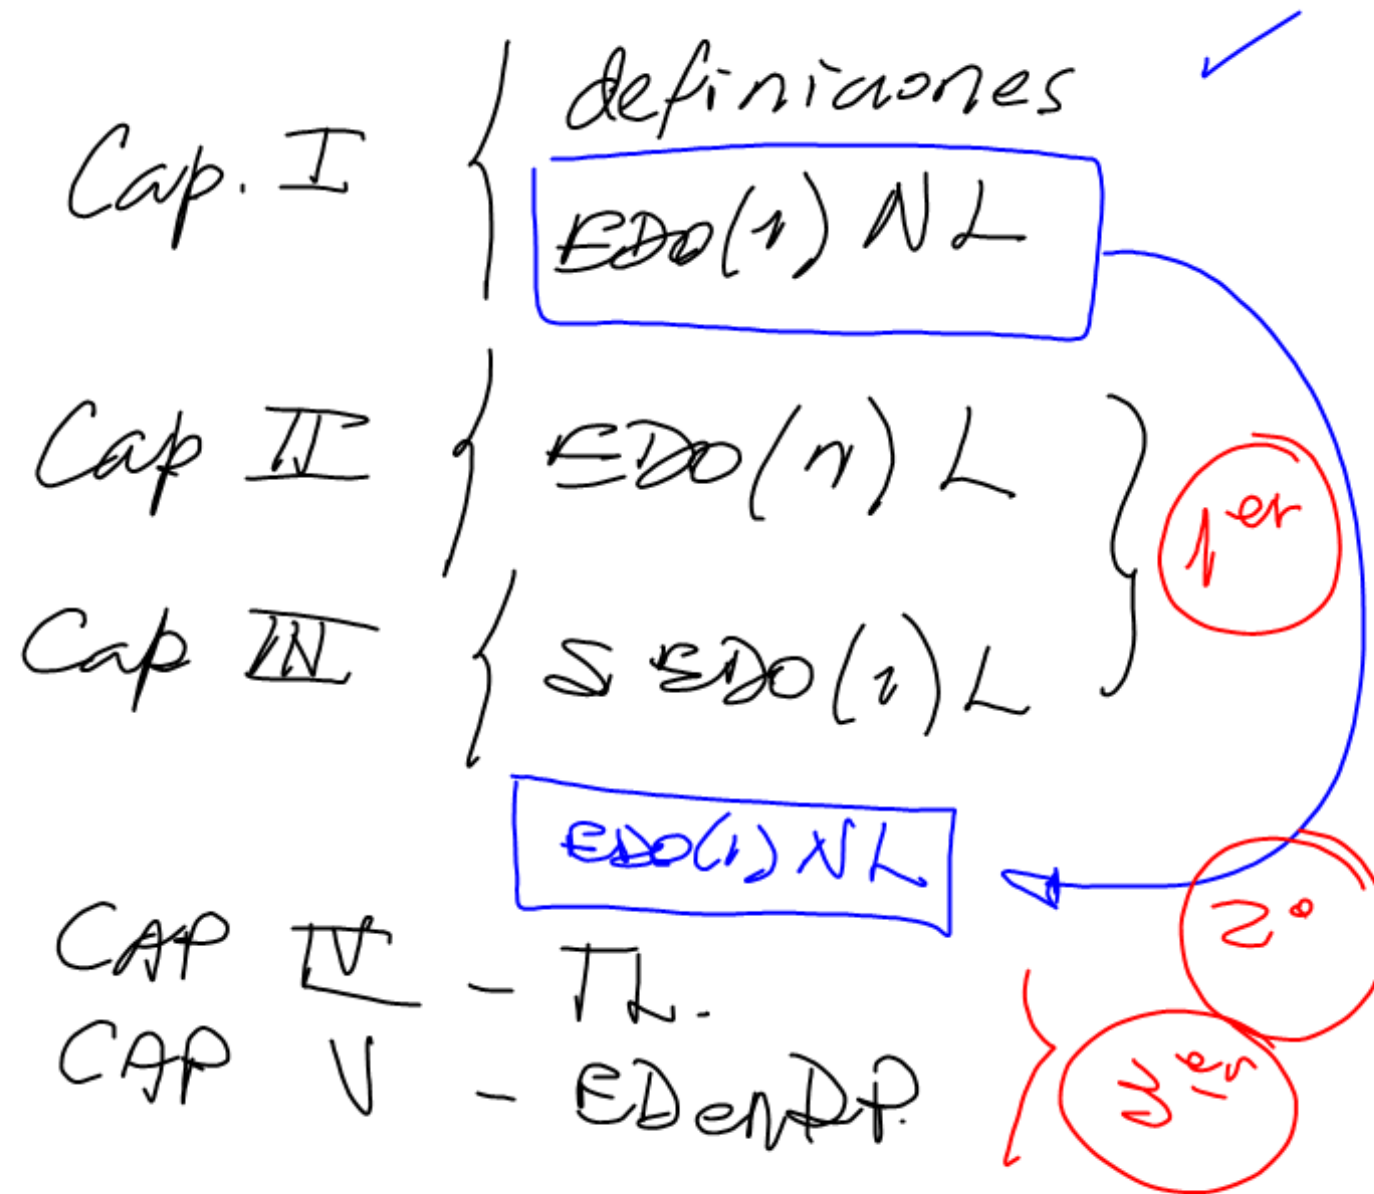 definiciones
Cap. I { EDO(1) NL
Cap II { EDO(n) L
1er
Cap III { S EDO(1) L
EDO(1) NL
2°
CAP IV - TL.
CAP V - EDenDP.
3er